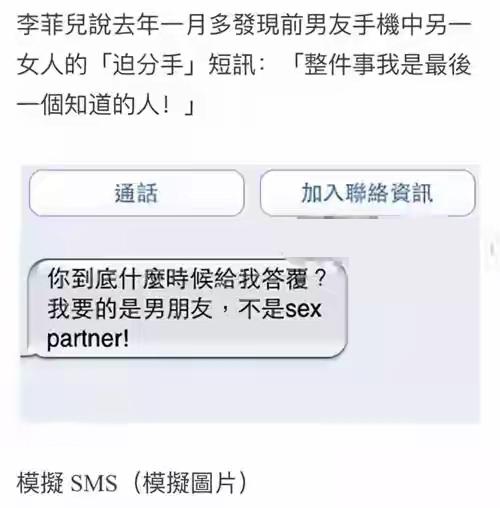 李菲兒說去年一月多發現前男友手機中另一
女人的「迫分手」短訊：「整件事我是最後
一個知道的人！」
通話
加入聯絡資訊
你到底什麼時候給我答覆？
我要的是男朋友，不是sex
partner!
模擬 SMS（模擬圖片）